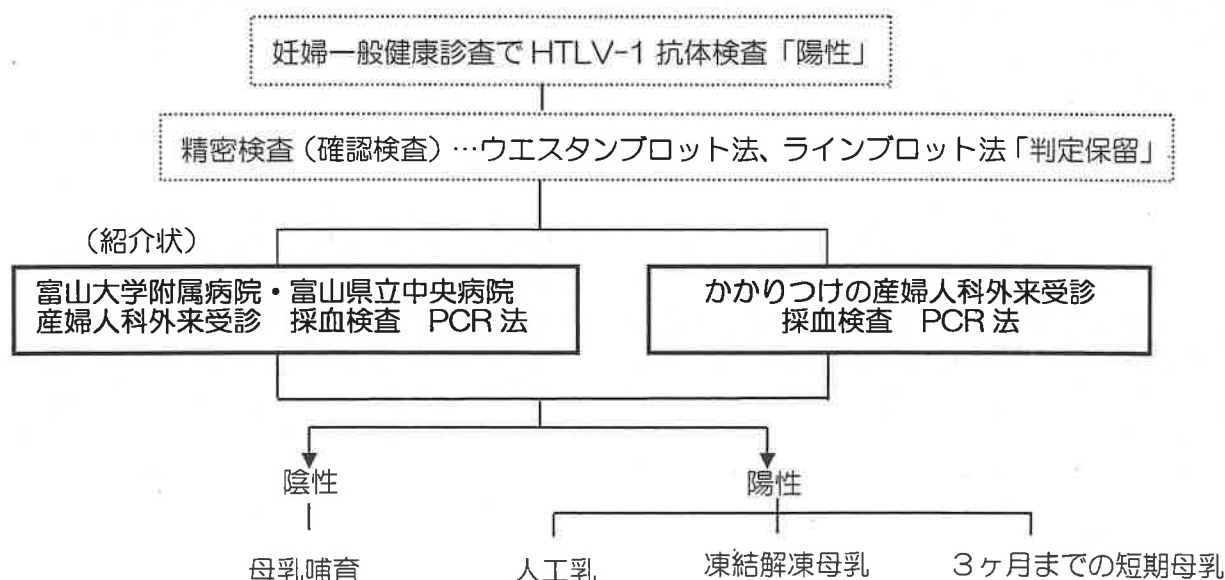 妊婦一般健康診査でHTLV-1 抗体検査「陽性」
精密検査(確認検査)…ウエスタンブロット法、ラインブロット法「判定保留」
(紹介状)
富山大学附属病院・富山県立中央病院
産婦人科外来受診 採血検査 PCR 法
かかりつけの産婦人科外来受診
採血検査 PCR 法
陰性
陽性
母乳哺育
人工乳
凍結解凍母乳
3ヶ月までの短期母乳